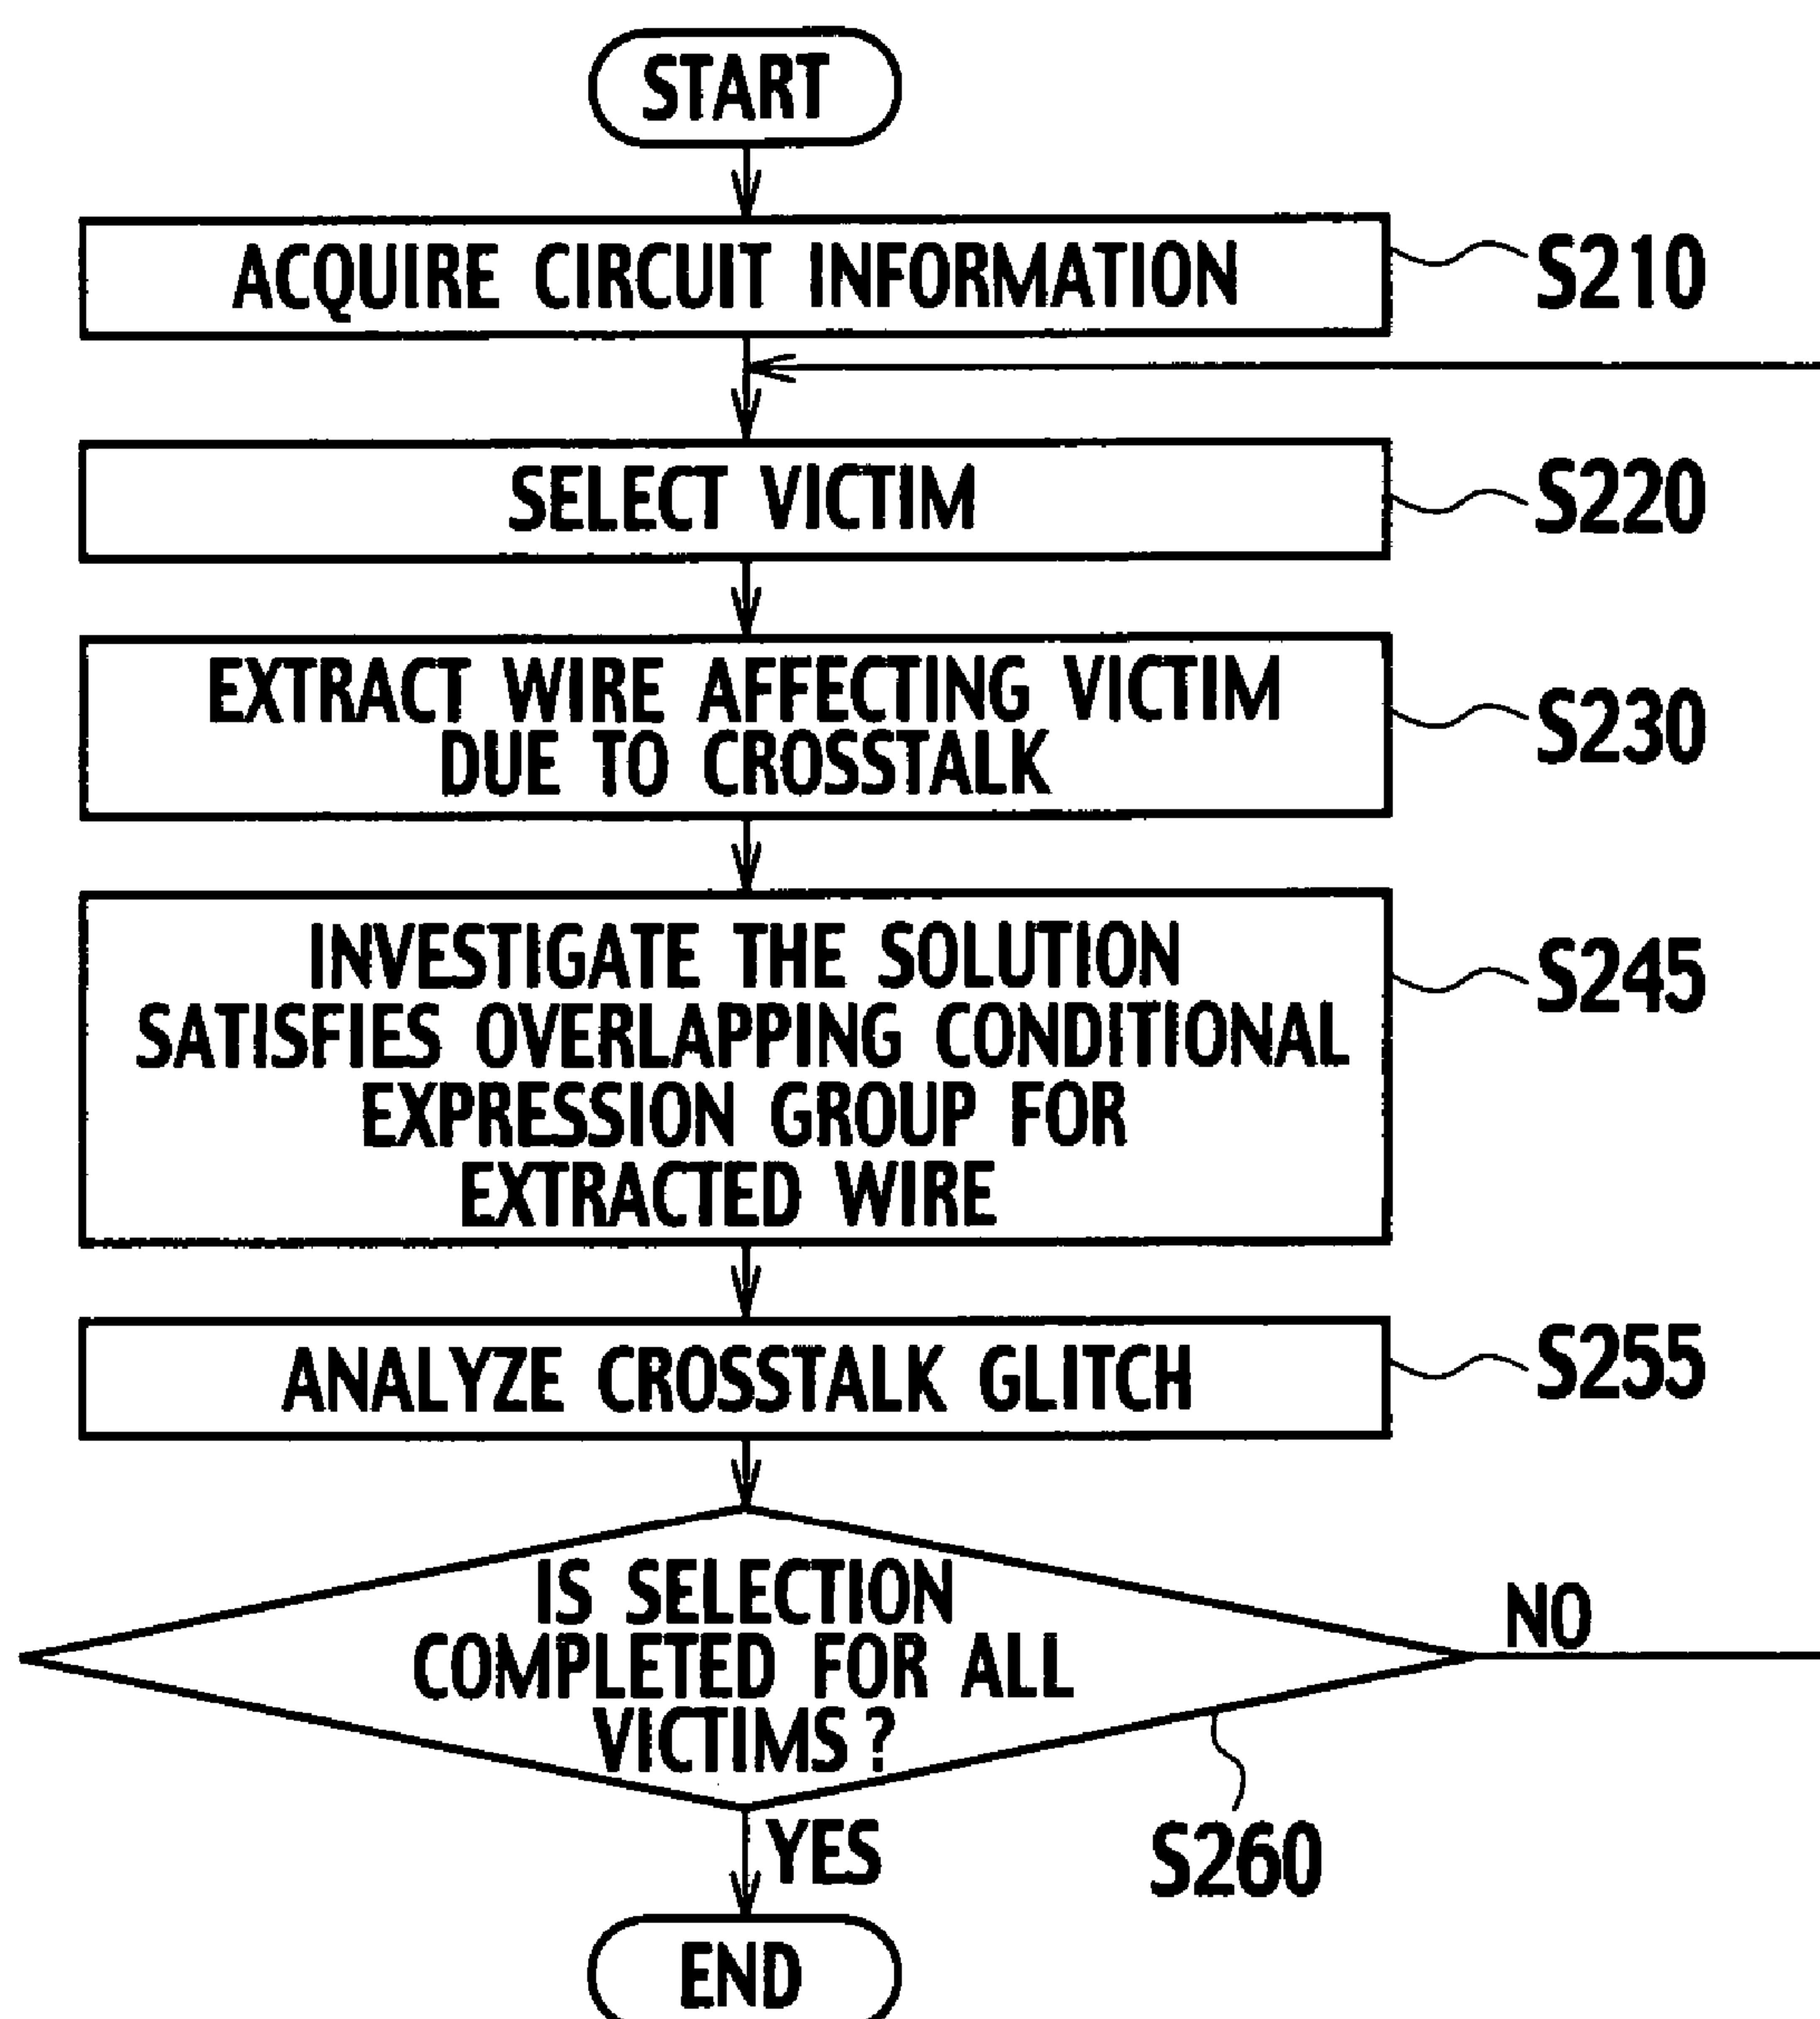 START
ACQUIRE CIRCUIT INFORMATION
S210
SELECT VICTIM
S220
EXTRACT WIRE AFFECTING VICTIM
DUE TO CROSSTALK
S230
INVESTIGATE THE SOLUTION
SATISFIES OVERLAPPING CONDITIONAL
EXPRESSION GROUP FOR
EXTRACTED WIRE
S245
ANALYZE CROSSTALK GLITCH
S255
IS SELECTION
COMPLETED FOR ALL
VICTIMS?
NO
YES
S260
END